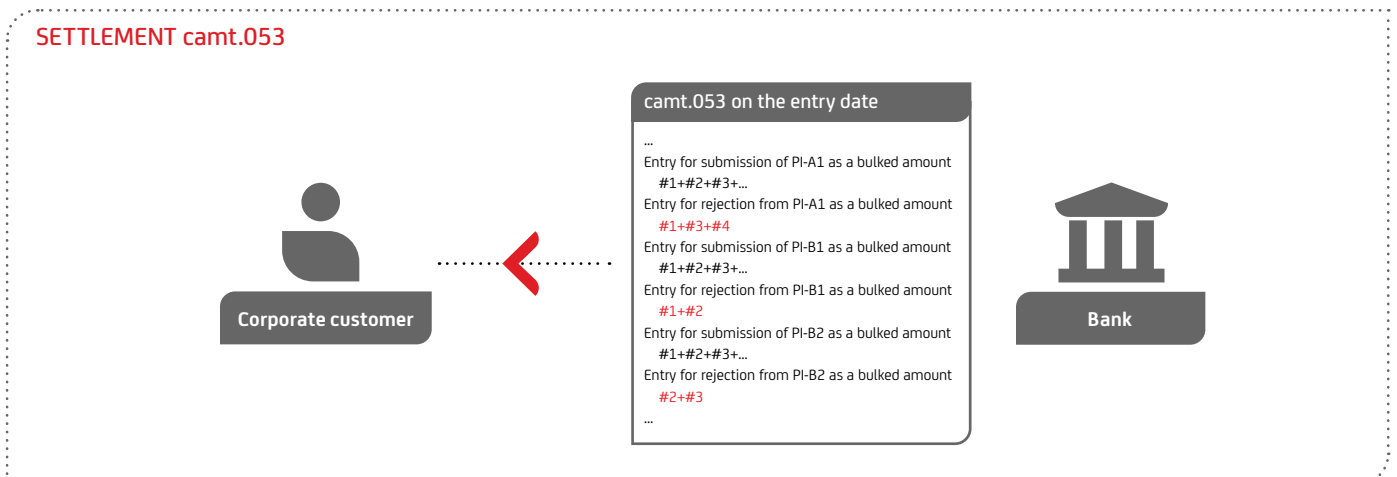 SETTLEMENT camt.053
camt.053 on the entry date
...
Entry for submission of PI-A1 as a bulked amount
#1+#2+#3+...
Entry for rejection from PI-A1 as a bulked amount
#1+#3+#4
Entry for submission of PI-B1 as a bulked amount
#1+#2+#3+...
Entry for rejection from PI-B1 as a bulked amount
#1+#2
Entry for submission of PI-B2 as a bulked amount
#1+#2+#3+...
Entry for rejection from PI-B2 as a bulked amount
#2+#3
...
Corporate customer
Bank